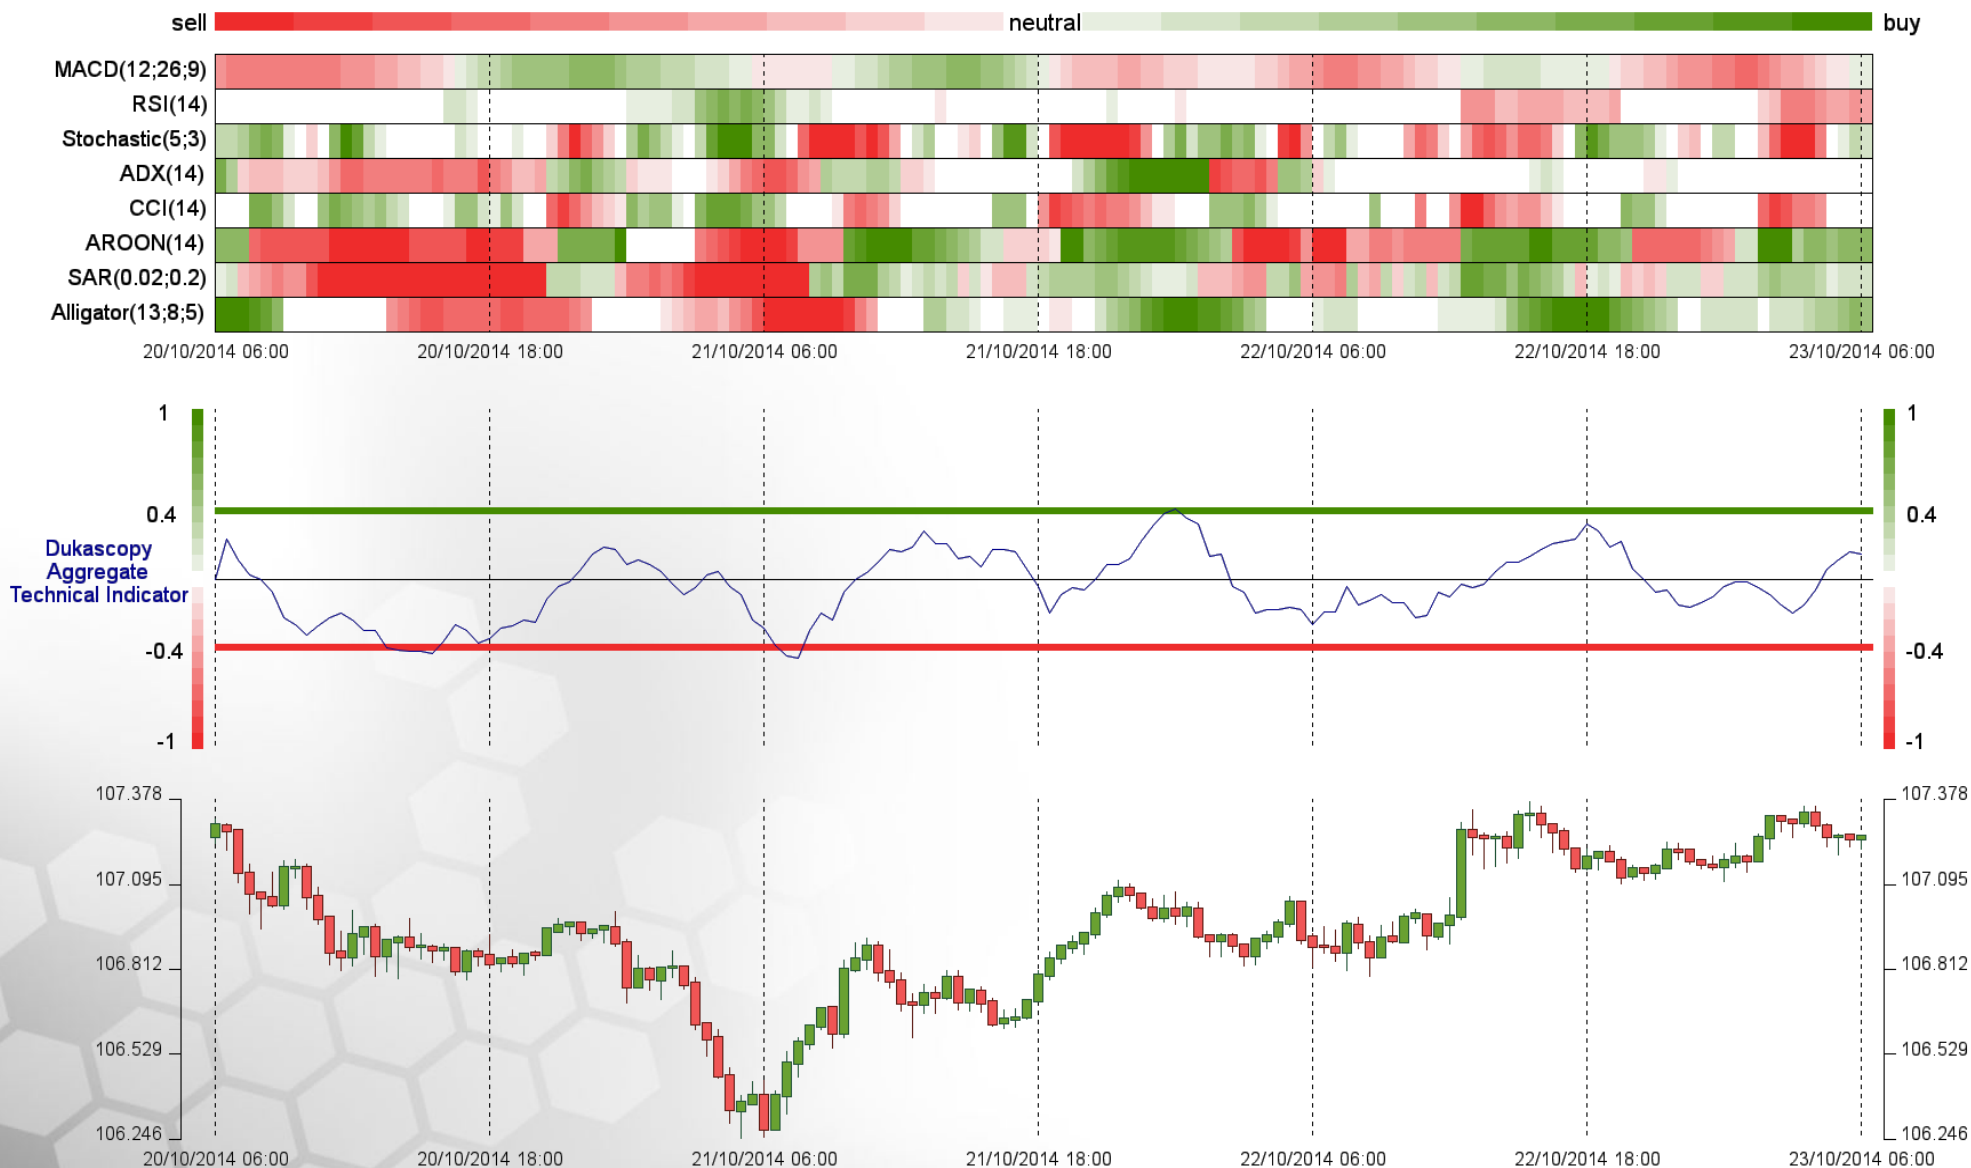 sell neutral buy
MACD(12;26;9)
RSI(14)
Stochastic(5;3)
ADX(14)
CCI(14)
AROON(14)
SAR(0.02;0.2)
Alligator(13;8;5)
20/10/2014 06:00 20/10/2014 18:00 21/10/2014 06:00 21/10/2014 18:00 22/10/2014 06:00 22/10/2014 18:00 23/10/2014 06:00
1 1
0.4 0.4
Dukascopy
Aggregate
Technical Indicator
-0.4 -0.4
-1 -1
107.378 107.378
107.095 107.095
106.812 106.812
106.529 106.529
106.246 106.246
20/10/2014 06:00 20/10/2014 18:00 21/10/2014 06:00 21/10/2014 18:00 22/10/2014 06:00 22/10/2014 18:00 23/10/2014 06:00